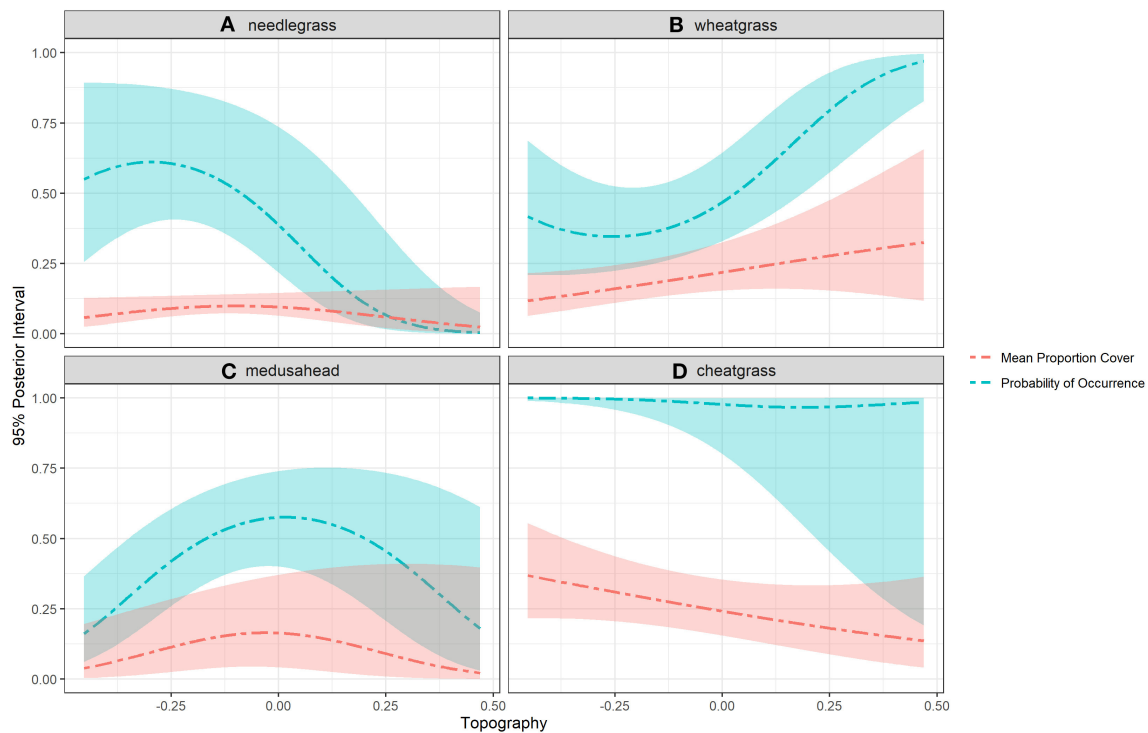 A needlegrass
B wheatgrass
1.00
0.75
0.50
0.25
0.00
C medusahead
D cheatgrass
1.00
0.75
0.50
0.25
0.00
-0.25
0.00
0.25
0.50
-0.25
0.00
0.25
0.50
Topography
95% Posterior Interval
Mean Proportion Cover
Probability of Occurrence